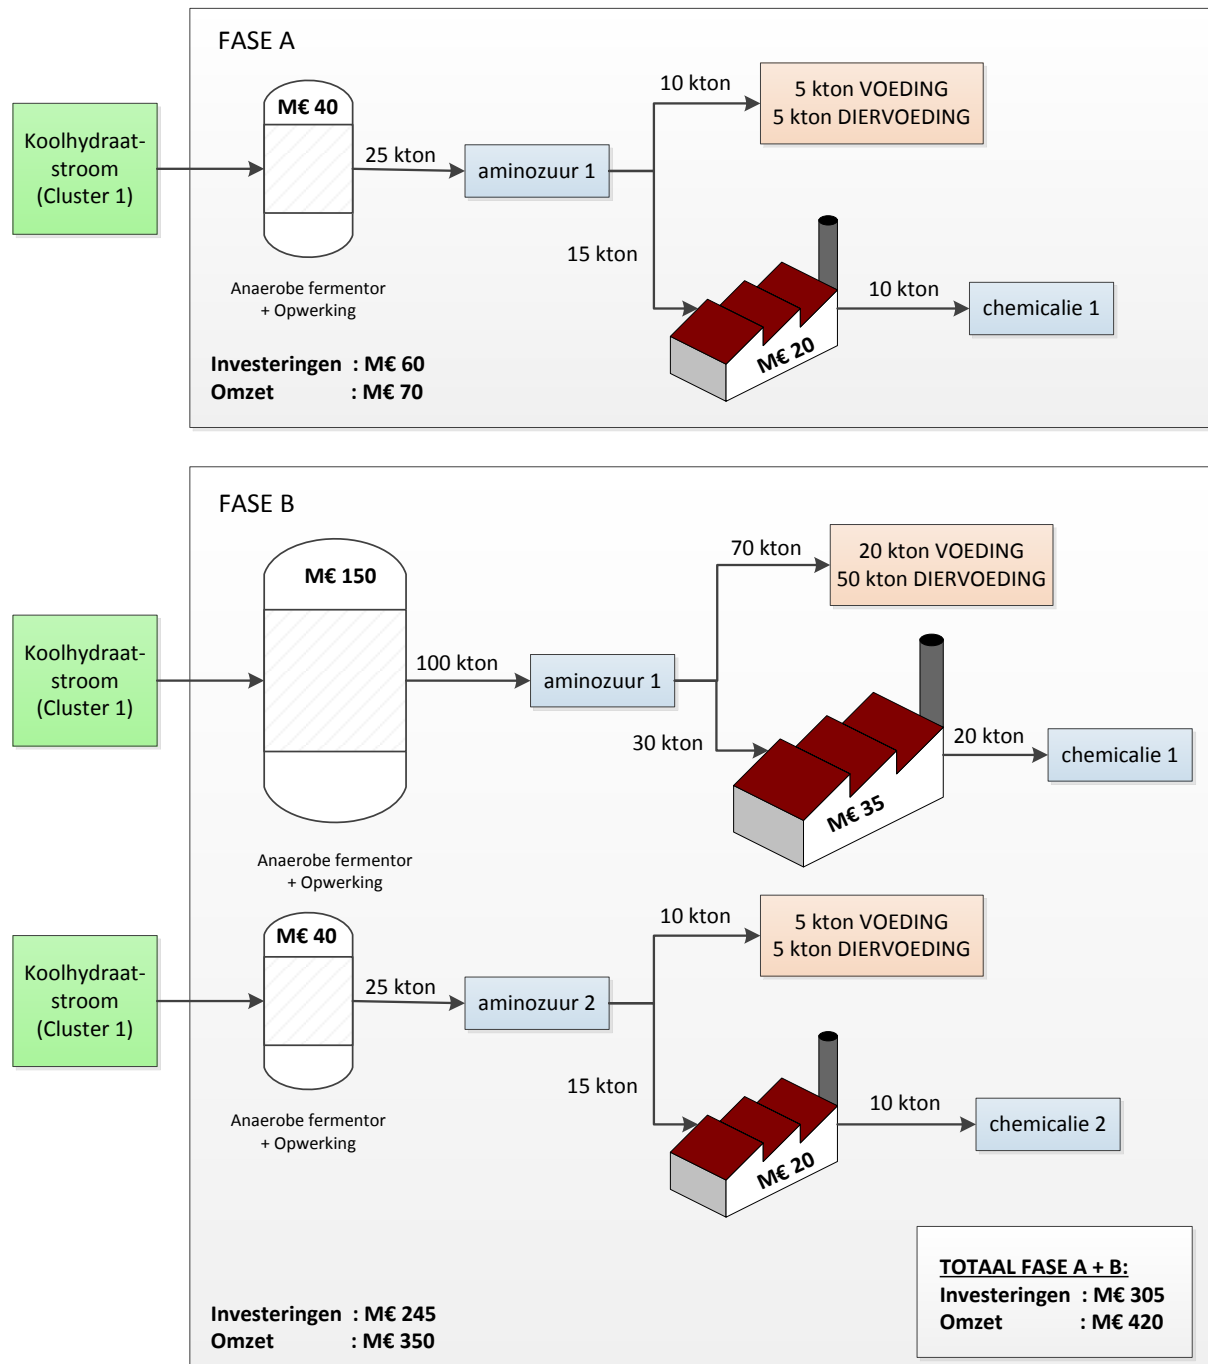 FASE A
Koolhydraat-
stroom
(Cluster 1)
M€ 40
Anaerobe fermentor
+ Opwerking
25 kton
aminozuur 1
10 kton
5 kton VOEDING
5 kton DIERVOEDING
15 kton
M€ 20
10 kton
chemicalie 1
Investeringen : M€ 60
Omzet : M€ 70
FASE B
Koolhydraat-
stroom
(Cluster 1)
M€ 150
Anaerobe fermentor
+ Opwerking
100 kton
aminozuur 1
70 kton
20 kton VOEDING
50 kton DIERVOEDING
30 kton
M€ 35
20 kton
chemicalie 1
Koolhydraat-
stroom
(Cluster 1)
M€ 40
Anaerobe fermentor
+ Opwerking
25 kton
aminozuur 2
10 kton
5 kton VOEDING
5 kton DIERVOEDING
15 kton
M€ 20
10 kton
chemicalie 2
Investeringen : M€ 245
Omzet : M€ 350
TOTAAL FASE A + B:
Investeringen : M€ 305
Omzet : M€ 420